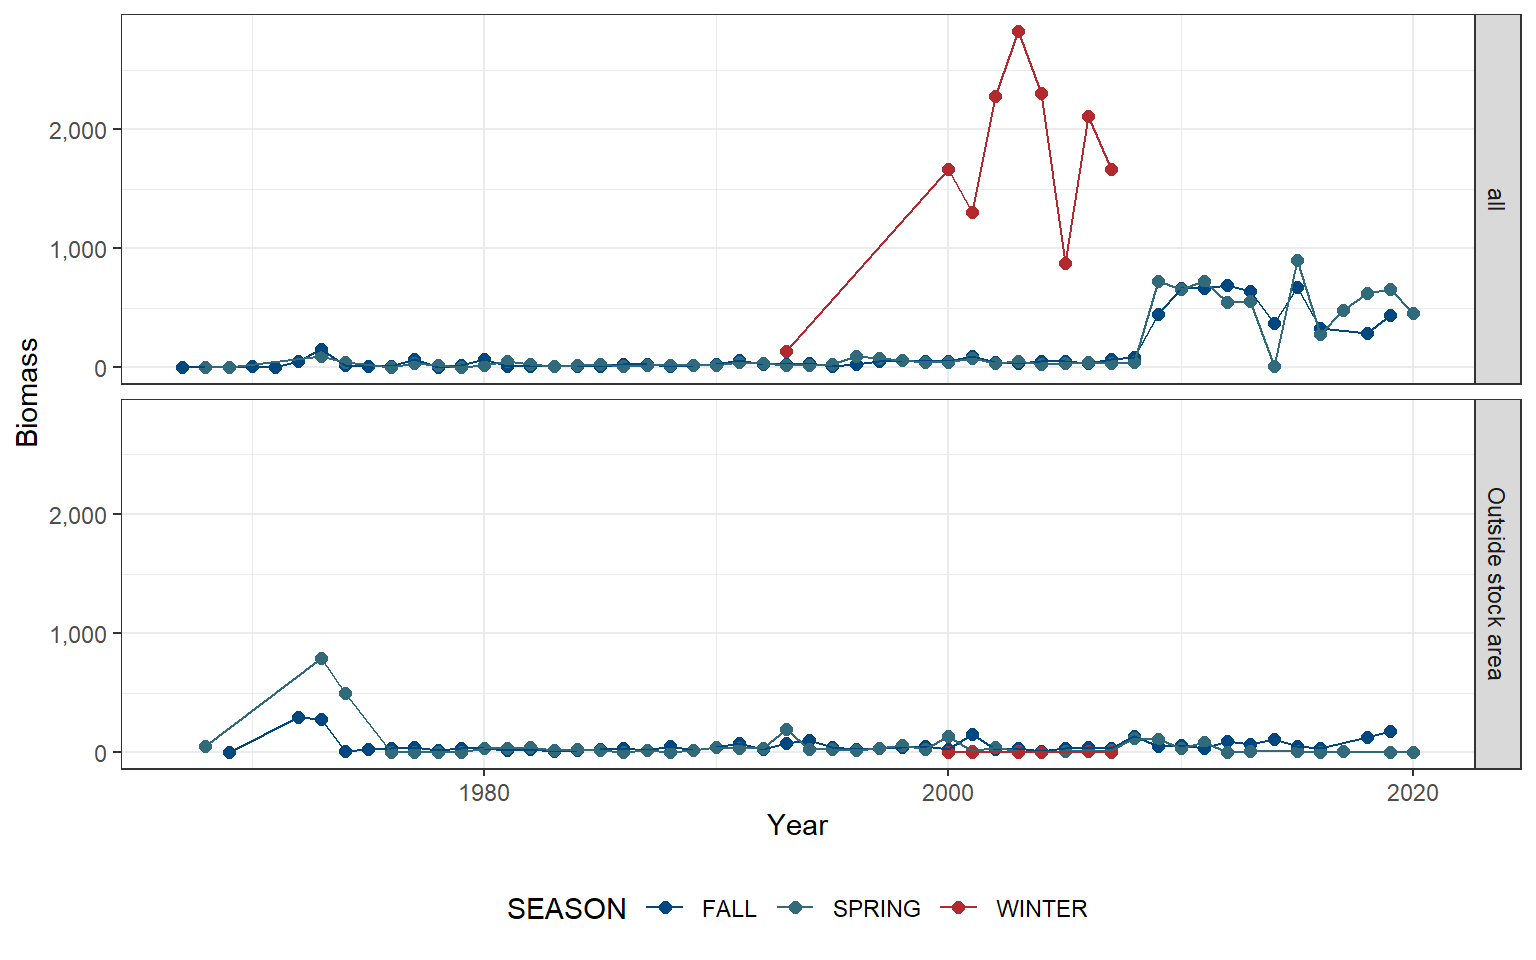 2,000
1,000
0
all
Biomass
2,000
1,000
0
Outside stock area
1980 2000 2020
Year
SEASON FALL SPRING WINTER